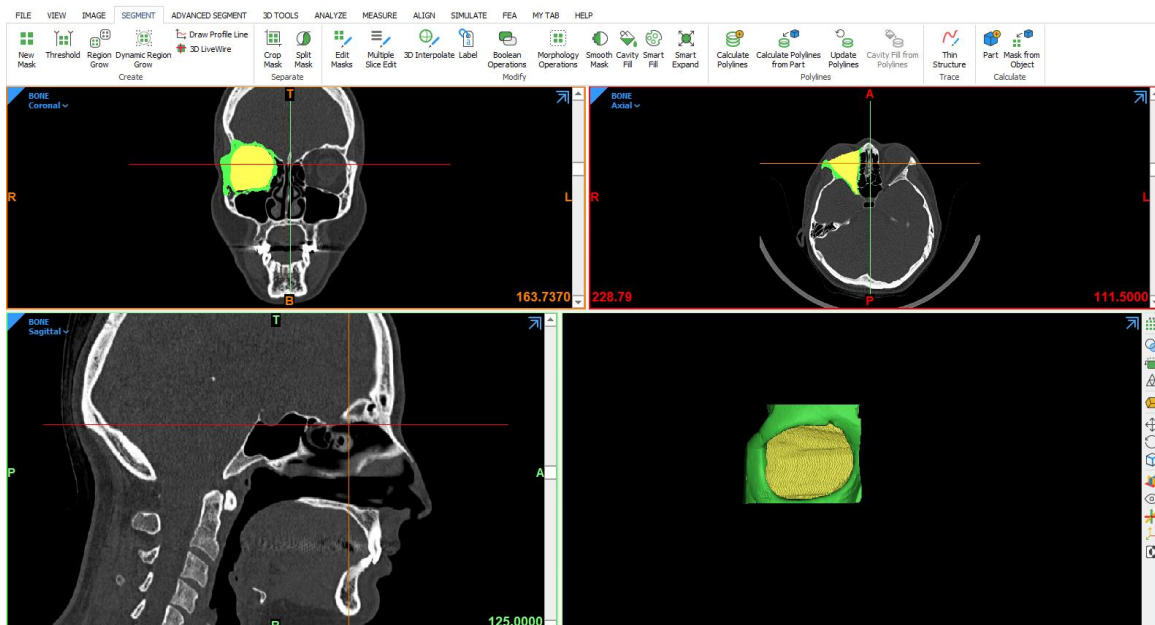 FILE VIEW IMAGE SEGMENT ADVANCED SEGMENT 3D TOOLS ANALYZE MEASURE ALIGN SIMULATE FEA MY TAB HELP
New Mask
Threshold
Region Grow
Dynamic Region Grow
Draw Profile Line
3D LiveWire
Create
Crop Mask
Split Mask
Separate
Edit Masks
Multiple Slice Edit
3D Interpolate
Label
Boolean Operations
Morphology Operations
Smooth Mask
Cavity Fill
Smart Fill
Smart Expand
Modify
Calculate Polylines
Calculate Polylines from Part
Update Polylines
Cavity Fill from Polylines
Polylines
Thin Structure
Trace
Part
Mask from Object
Calculate
BONE
Coronal
T
R
L
B
163.7370
BONE
Axial
A
R
L
P
228.79
111.5000
BONE
Sagittal
T
P
A
125.0000